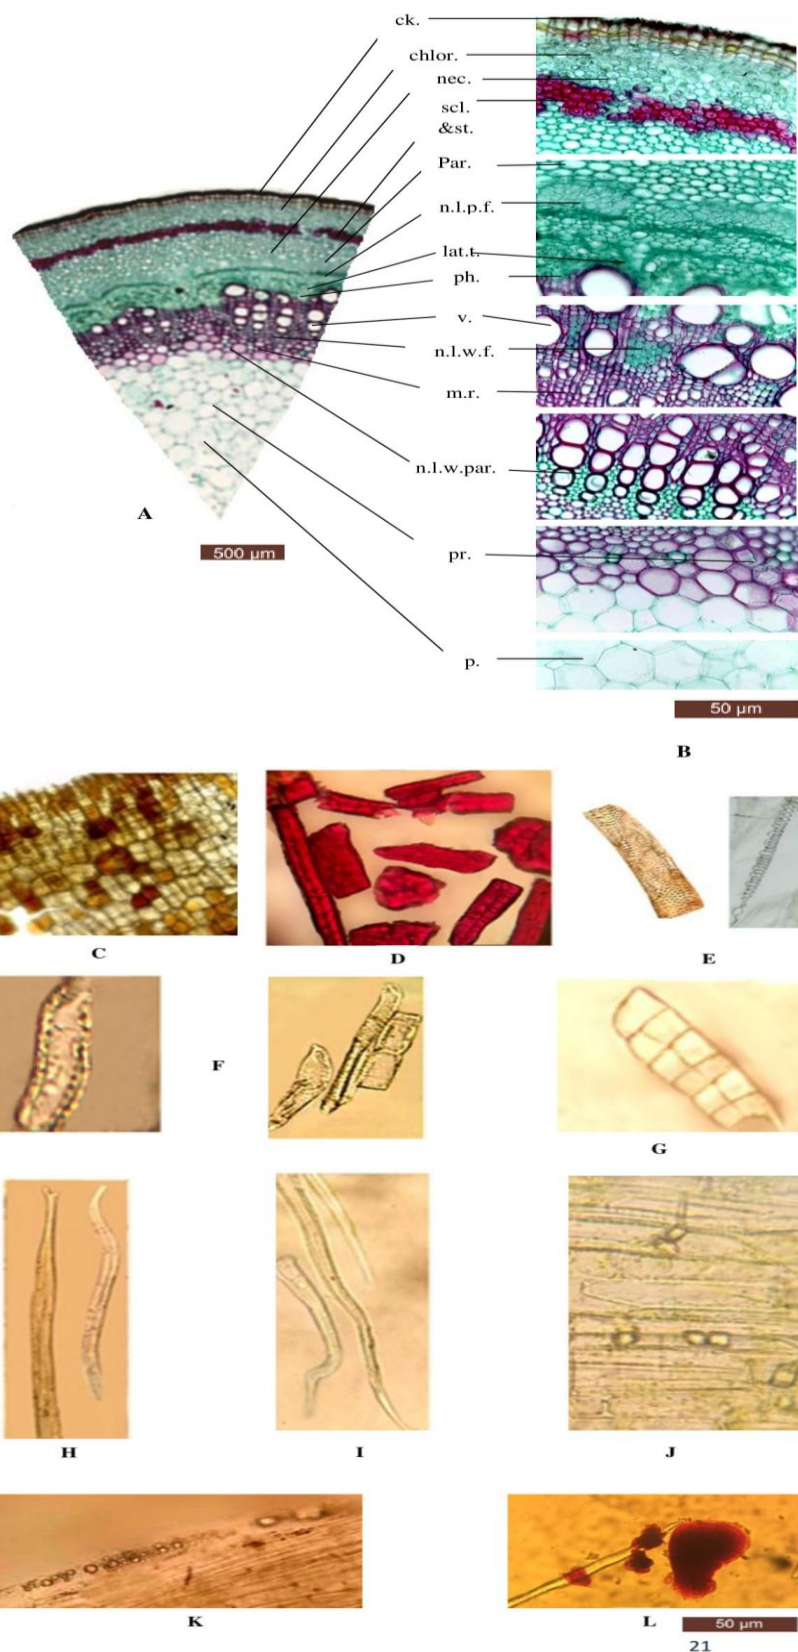 ck.
chlor.
nec.
scl.
&st.
Par.
n.l.p.f.
lat.t.
ph.
v.
n.l.w.f.
m.r.
n.l.w.par.
pr.
p.
A
500 µm
50 µm
B
C
D
E
F
G
H
I
J
K
L
50 µm
21